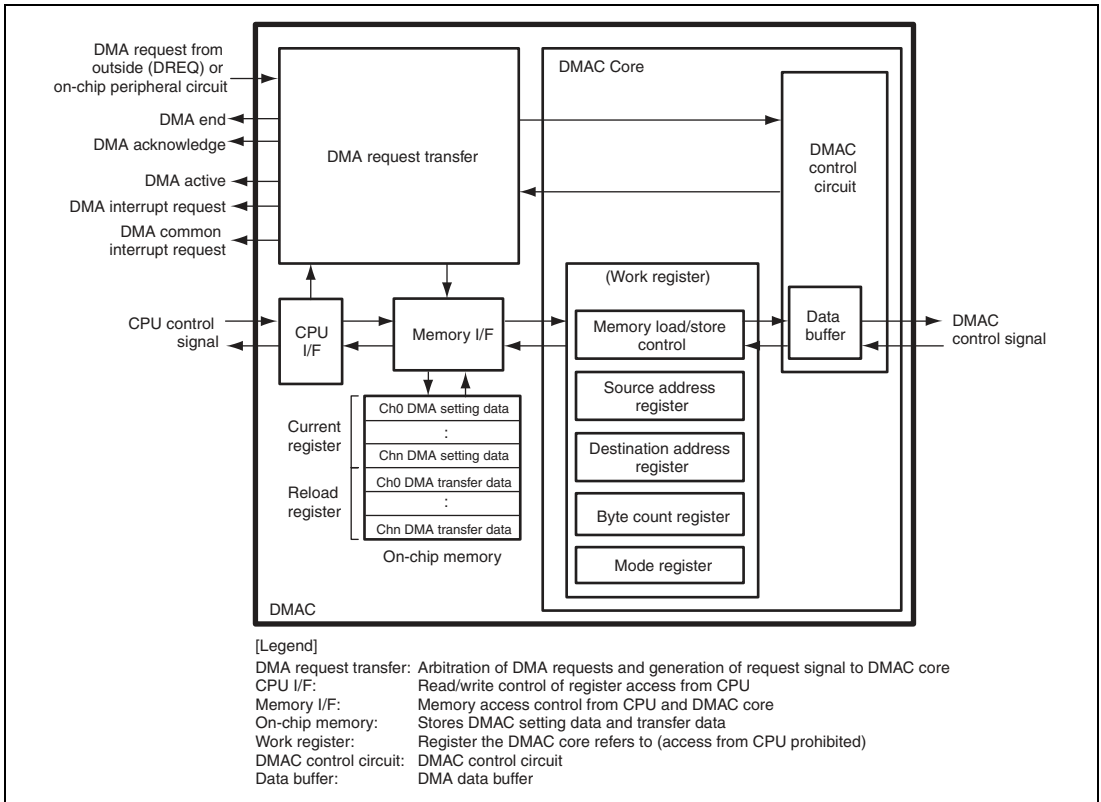 DMA request from
outside (DREQ) or
on-chip peripheral circuit
DMA end
DMA acknowledge
DMA active
DMA interrupt request
DMA common
interrupt request
CPU control
signal
DMA request transfer
DMAC Core
DMAC
control
circuit
(Work register)
CPU
I/F
Memory I/F
Memory load/store
control
Data
buffer
DMAC
control signal
Source address
register
Destination address
register
Byte count register
Mode register
Current
register
Reload
register
Ch0 DMA setting data
:
Chn DMA setting data
Ch0 DMA transfer data
:
Chn DMA transfer data
On-chip memory
DMAC
[Legend]
DMA request transfer: Arbitration of DMA requests and generation of request signal to DMAC core
CPU I/F: Read/write control of register access from CPU
Memory I/F: Memory access control from CPU and DMAC core
On-chip memory: Stores DMAC setting data and transfer data
Work register: Register the DMAC core refers to (access from CPU prohibited)
DMAC control circuit: DMAC control circuit
Data buffer: DMA data buffer